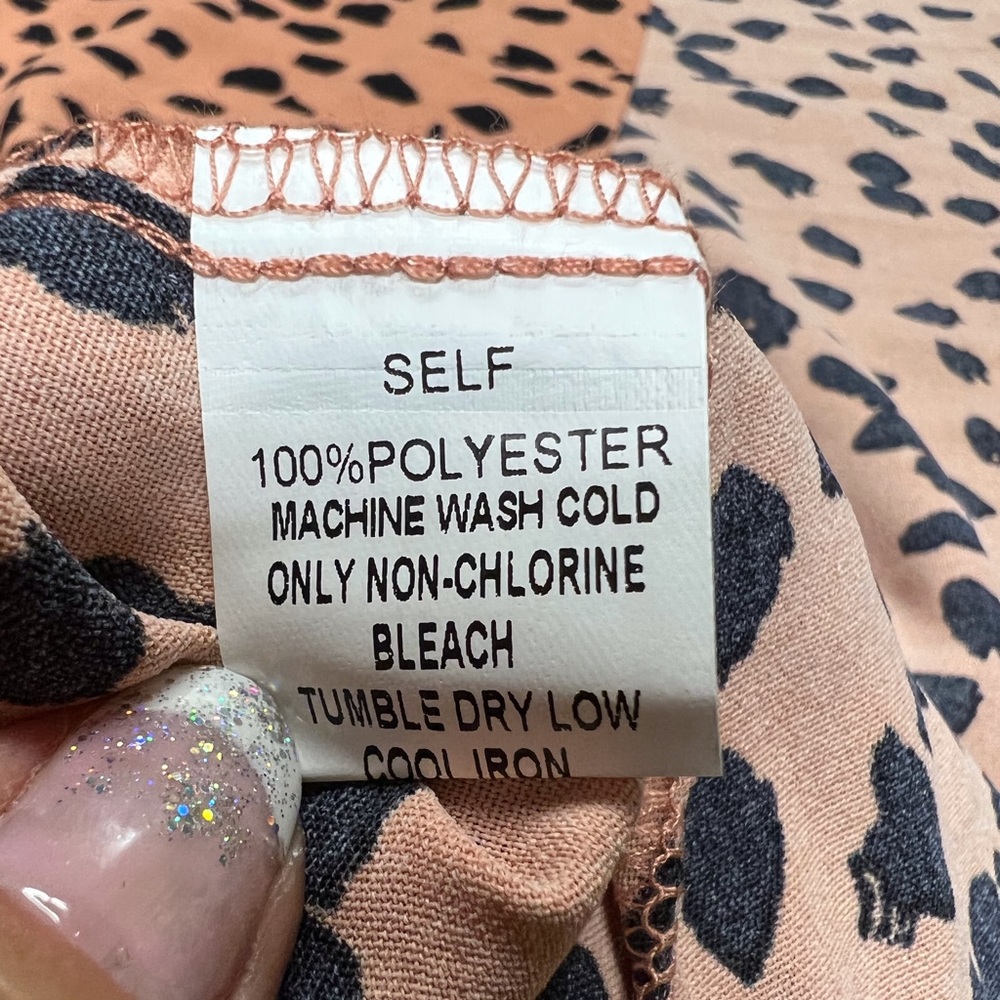 SELF
100%POLYESTER
MACHINE WASH COLD
ONLY NON-CHLORINE
BLEACH
TUMBLE DRY LOW
COOL IRON